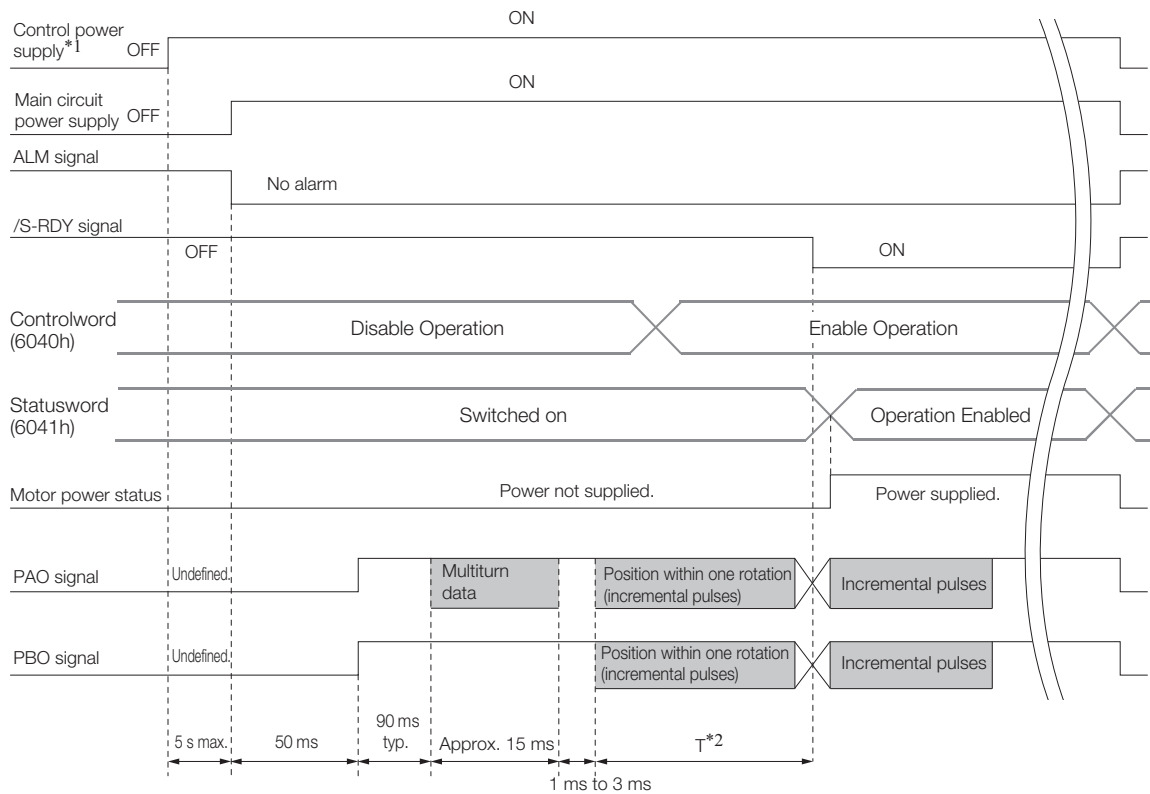 ON
Control power
supply*1 OFF
ON
Main circuit
power supply OFF
ALM signal
No alarm
/S-RDY signal
OFF
ON
Controlword
(6040h)
Disable Operation
Enable Operation
Statusword
(6041h)
Switched on
Operation Enabled
Motor power status
Power not supplied.
Power supplied.
PAO signal
Undefined.
Multiturn
data
Position within one rotation
(incremental pulses)
Incremental pulses
PBO signal
Undefined.
Position within one rotation
(incremental pulses)
Incremental pulses
5 s max.
50 ms
90 ms
typ.
Approx. 15 ms
T*2
1 ms to 3 ms